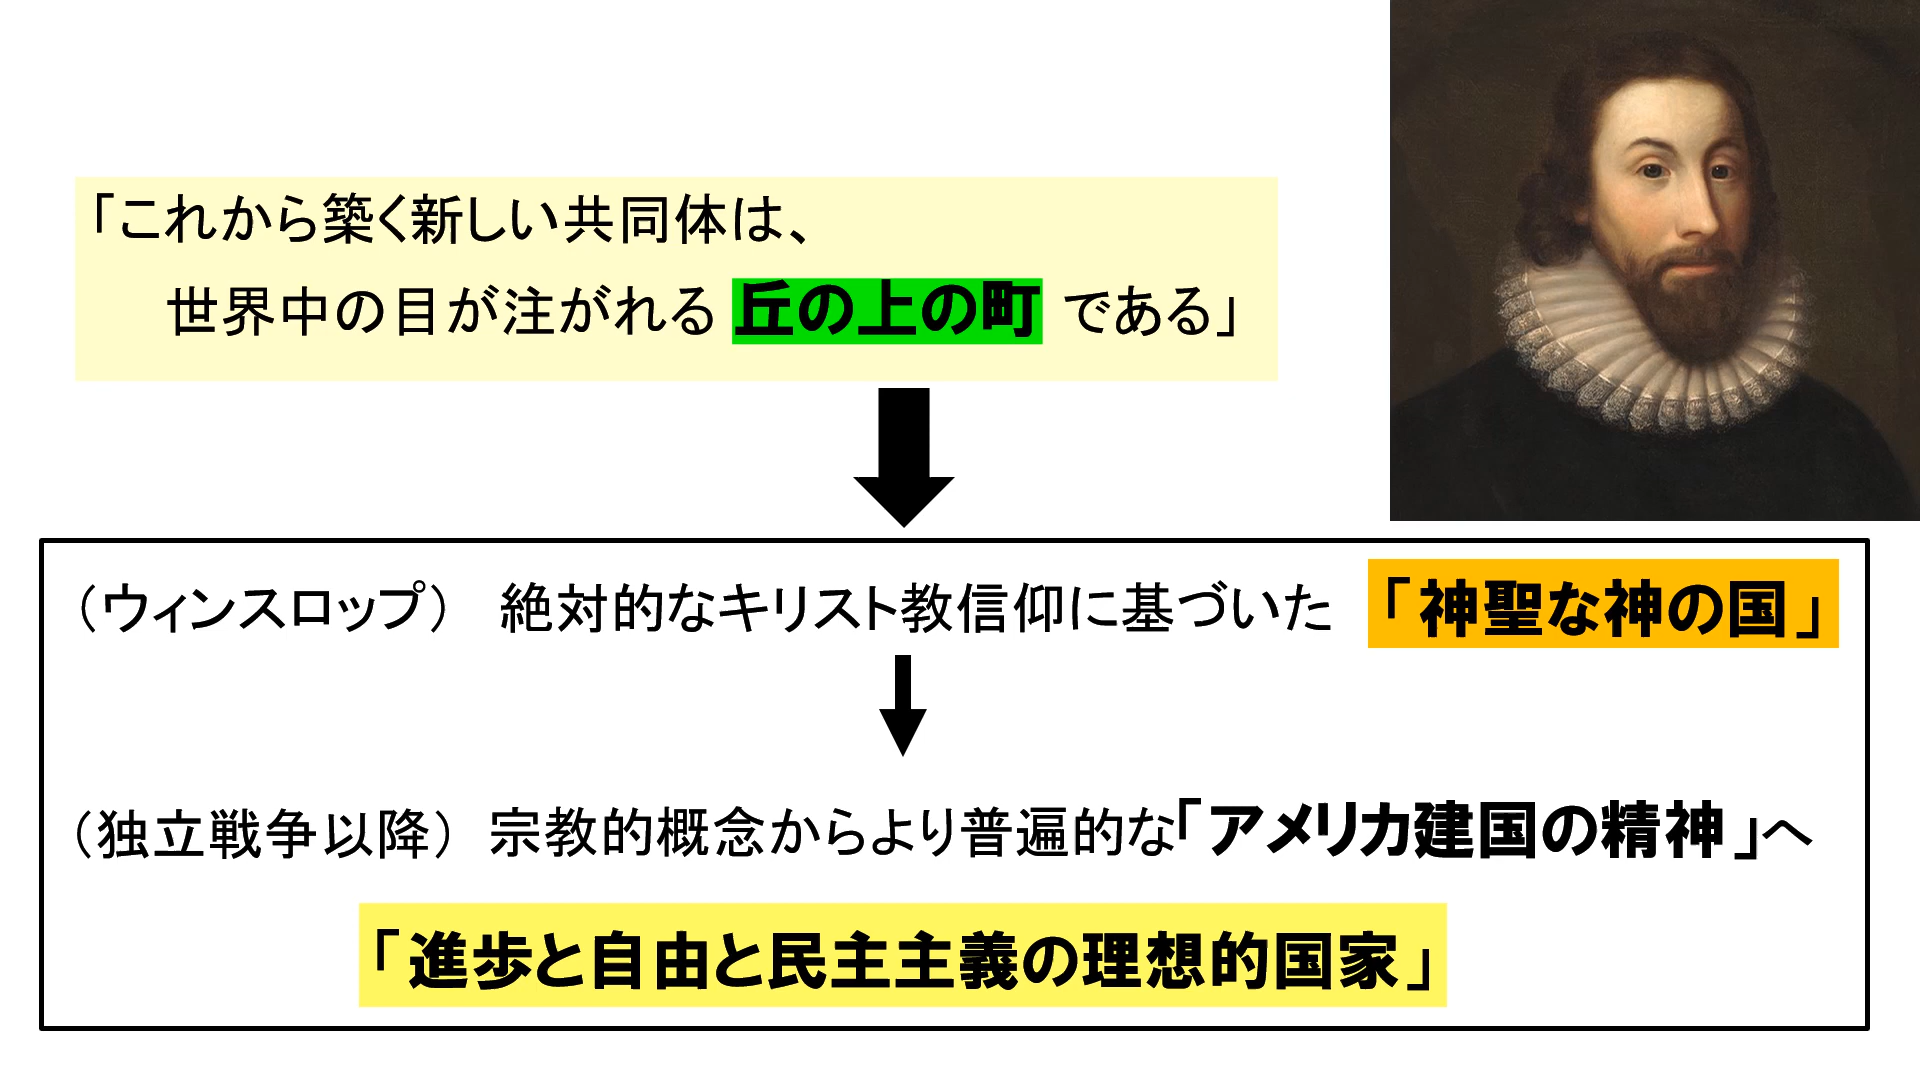 「これから築く新しい共同体は、
世界中の目が注がれる 丘の上の町 である」
（ウィンスロップ） 絶対的なキリスト教信仰に基づいた 「神聖な神の国」
（独立戦争以降） 宗教的概念からより普遍的な「アメリカ建国の精神」へ
「進歩と自由と民主主義の理想的国家」